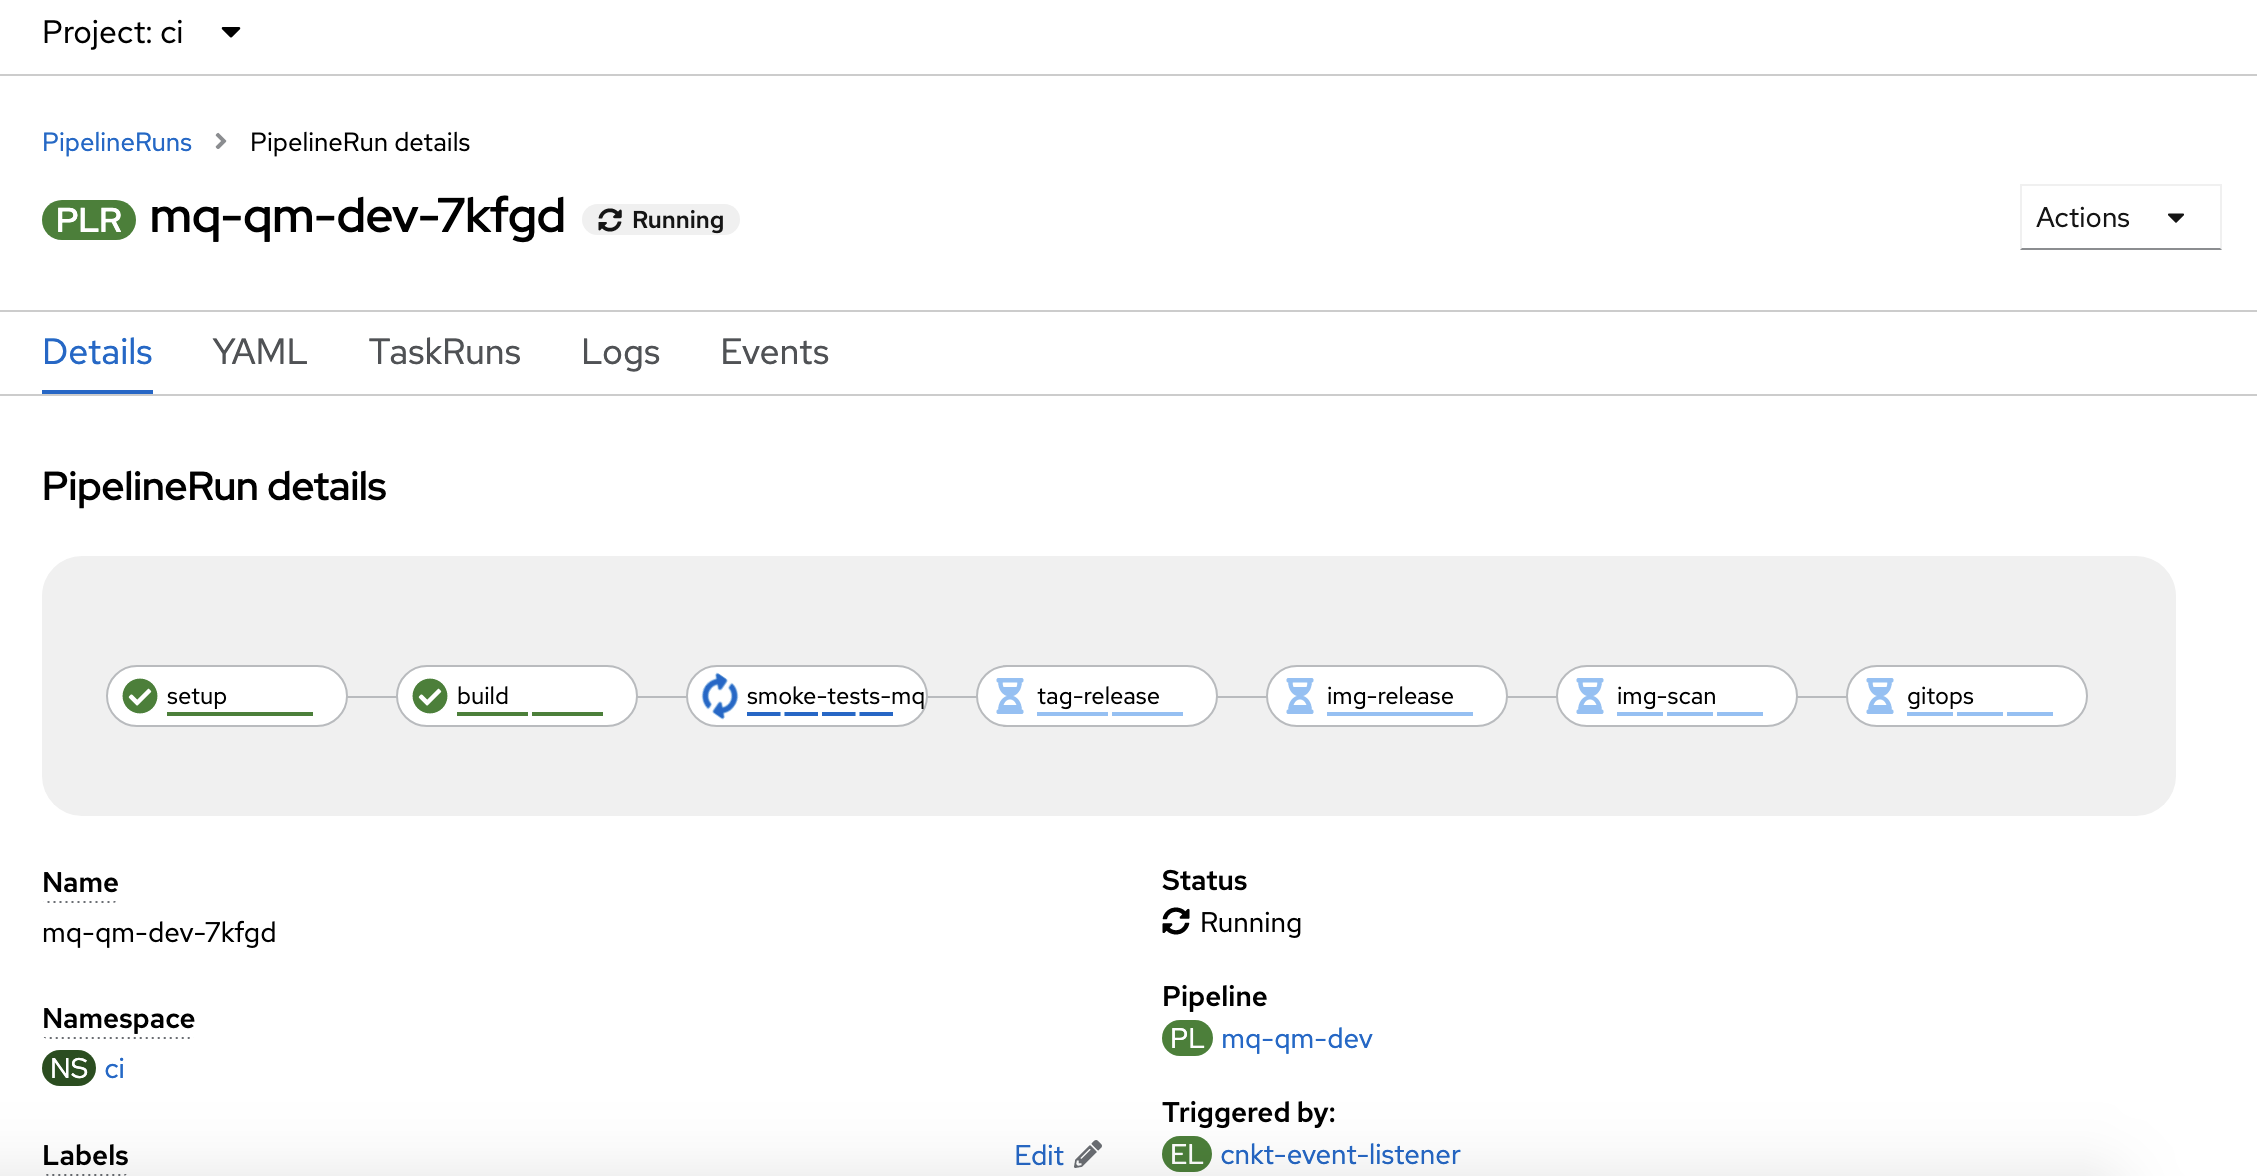 Project: ci
PipelineRuns > PipelineRun details
PLR mq-qm-dev-7kfgd Running
Actions
Details YAML TaskRuns Logs Events
PipelineRun details
setup build smoke-tests-mq tag-release img-release img-scan gitops
Name
mq-qm-dev-7kfgd
Namespace
NS ci
Labels
Edit
Status
Running
Pipeline
PL mq-qm-dev
Triggered by:
EL cnkt-event-listener